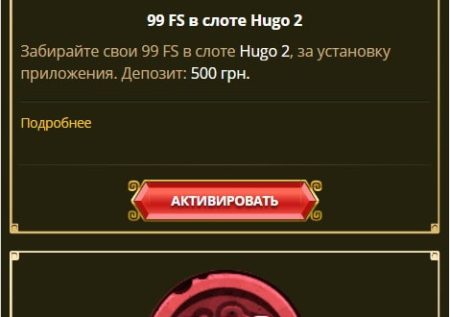 99 FS в слоте Hugo 2
Забирайте свои 99 FS в слоте Hugo 2, за установку
приложения. Депозит: 500 грн.
Подробнее
АКТИВИРОВАТЬ